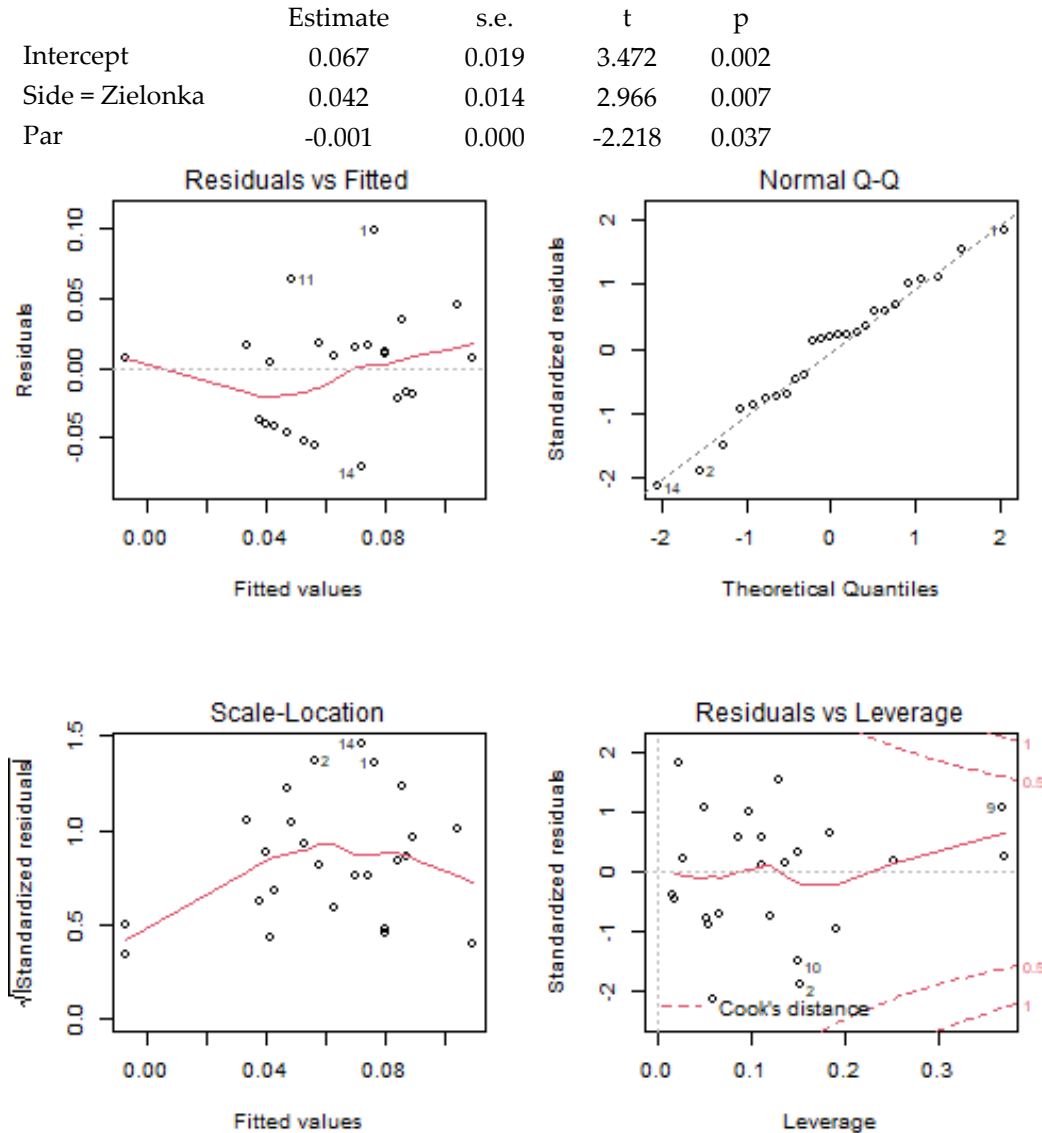 Estimate s.e. t p
Intercept 0.067 0.019 3.472 0.002
Side = Zielonka 0.042 0.014 2.966 0.007
Par -0.001 0.000 -2.218 0.037
Residuals vs Fitted
Residuals
0.10
0.05
0.00
-0.05
1
11
14
0.00 0.04 0.08
Fitted values
Normal Q-Q
Standardized residuals
2
1
0
-1
-2
1
2
14
-2 -1 0 1 2
Theoretical Quantiles
Scale-Location
√|Standardized residuals|
1.5
1.0
0.5
0.0
14
2
1
0.00 0.04 0.08
Fitted values
Residuals vs Leverage
Standardized residuals
2
1
0
-1
-2
1
0.5
9
10
2
0.5
1
Cook's distance
0.0 0.1 0.2 0.3
Leverage